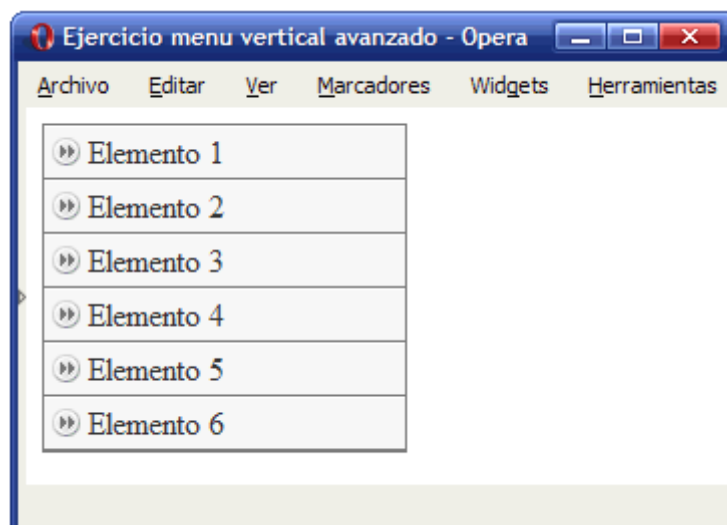 Ejercicio menu vertical avanzado - Opera
Archivo Editar Ver Marcadores Widgets Herramientas
Elemento 1
Elemento 2
Elemento 3
Elemento 4
Elemento 5
Elemento 6